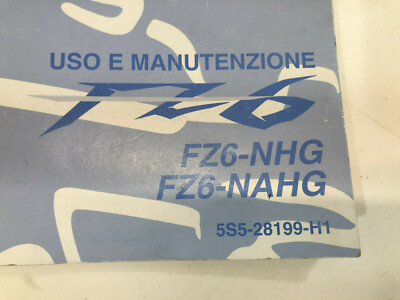 USO E MANUTENZIONE
FZ6
FZ6-NHG
FZ6-NAHG
5S5-28199-H1